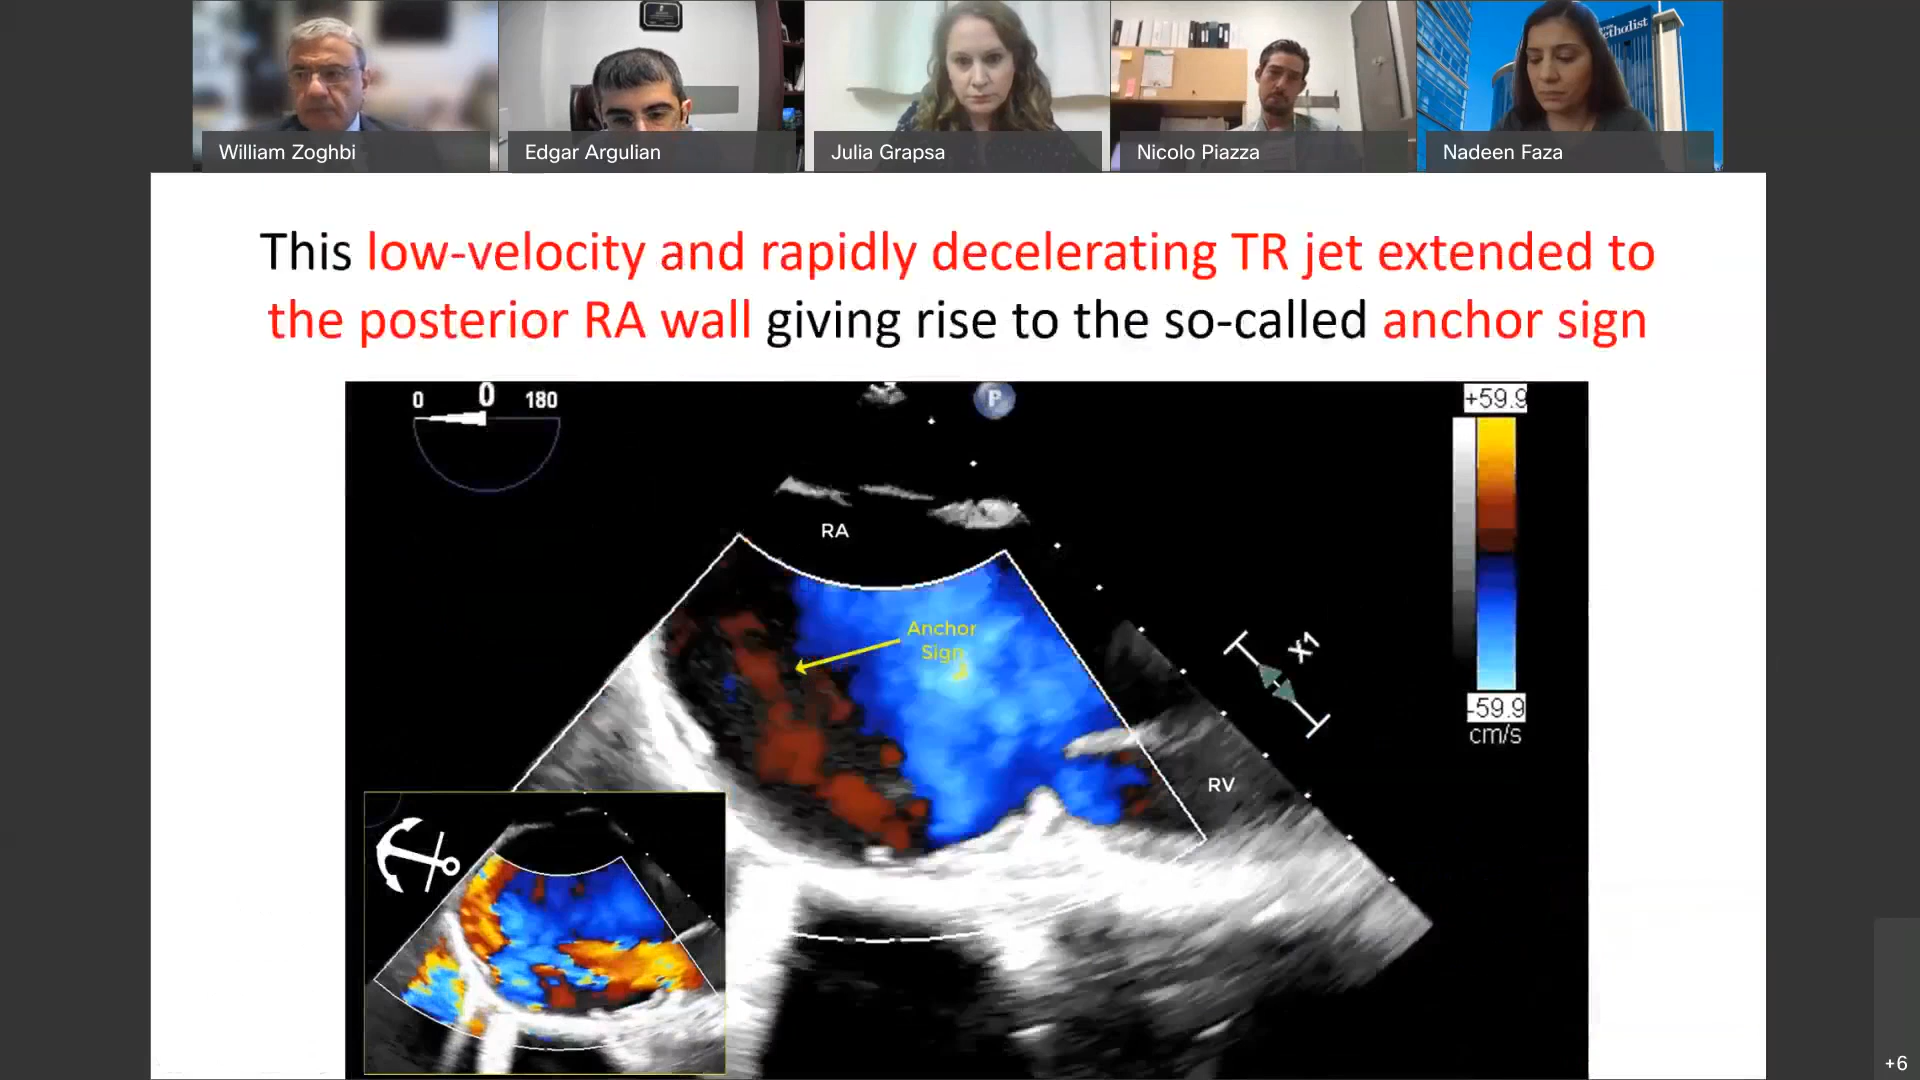 William Zoghbi
Edgar Argulian
Julia Grapsa
Nicolo Piazza
Nadeen Faza
This low-velocity and rapidly decelerating TR jet extended to
the posterior RA wall giving rise to the so-called anchor sign
0 0 180
P
+59.9
RA
Anchor
Sign
X1
-59.9
cm/s
RV
+6